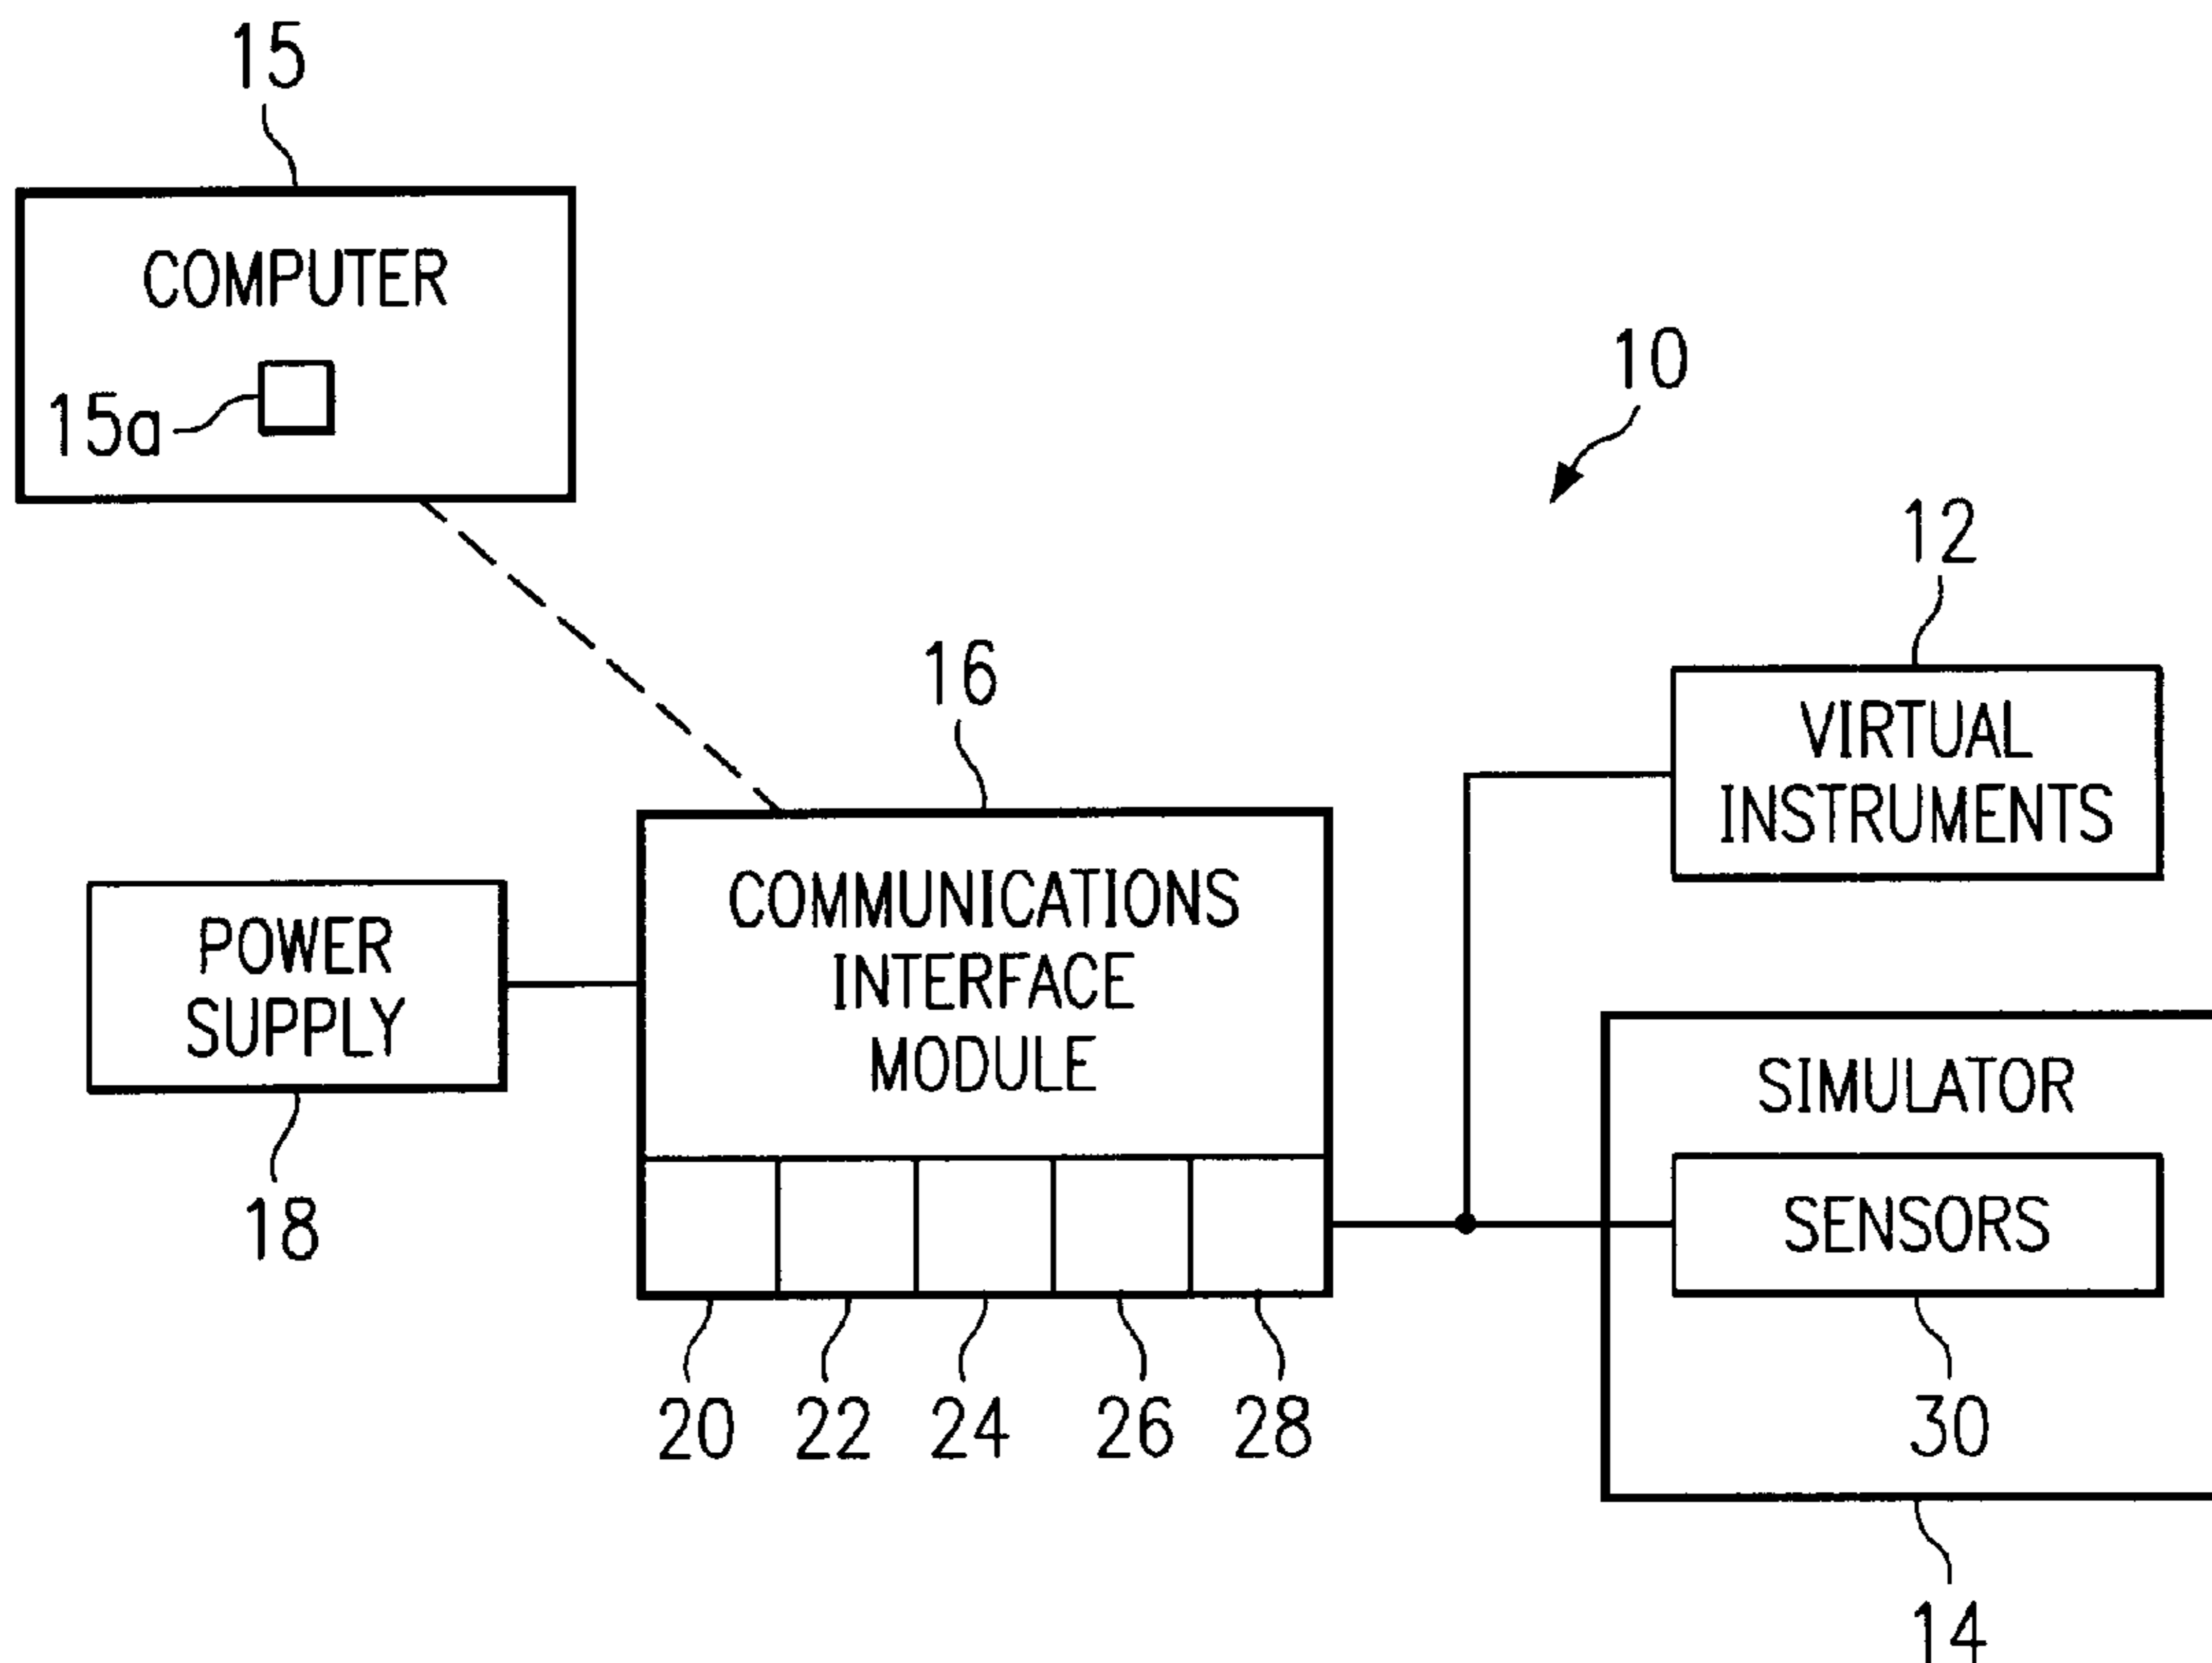 15
COMPUTER
15a
10
12
VIRTUAL
INSTRUMENTS
16
COMMUNICATIONS
INTERFACE
MODULE
POWER
SUPPLY
18
SIMULATOR
SENSORS
20 22 24 26 28
30
14